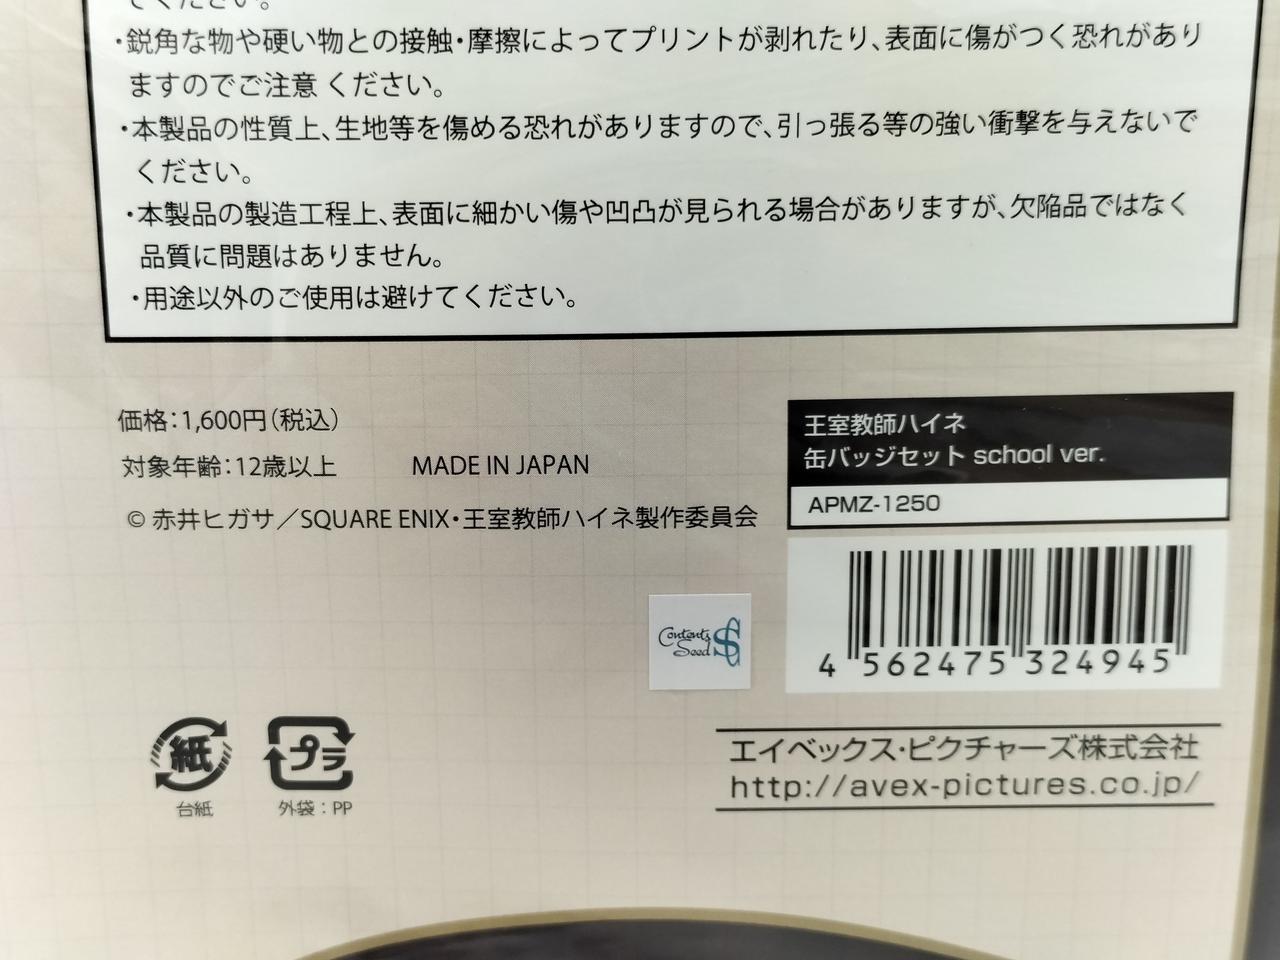 てください。
・鋭角な物や硬い物との接触・摩擦によってプリントが剥れたり、表面に傷がつく恐れがあり
ますのでご注意 ください。
・本製品の性質上、生地等を傷める恐れがありますので、引っ張る等の強い衝撃を与えないで
ください。
・本製品の製造工程上、表面に細かい傷や凹凸が見られる場合がありますが、欠陥品ではなく
品質に問題はありません。
・用途以外のご使用は避けてください。
価格：1,600円（税込）
対象年齢：12歳以上 MADE IN JAPAN
© 赤井ヒガサ／SQUARE ENIX・王室教師ハイネ製作委員会
王室教師ハイネ
缶バッジセット school ver.
APMZ-1250
4 562475 324945
Contents
Seed
紙
台紙
プラ
外袋：PP
エイベックス・ピクチャーズ株式会社
http://avex-pictures.co.jp/